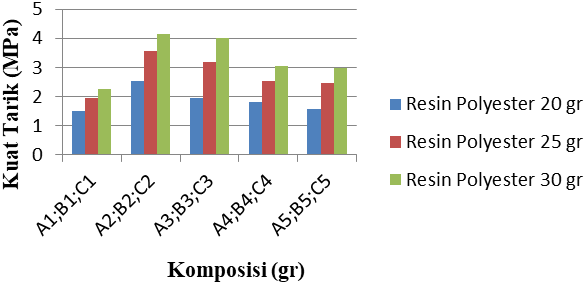 Kuat Tarik (MPa)
5
4
3
2
1
0
A1;B1;C1
A2;B2;C2
A3;B3;C3
A4;B4;C4
A5;B5;C5
Komposisi (gr)
Resin Polyester 20 gr
Resin Polyester 25 gr
Resin Polyester 30 gr